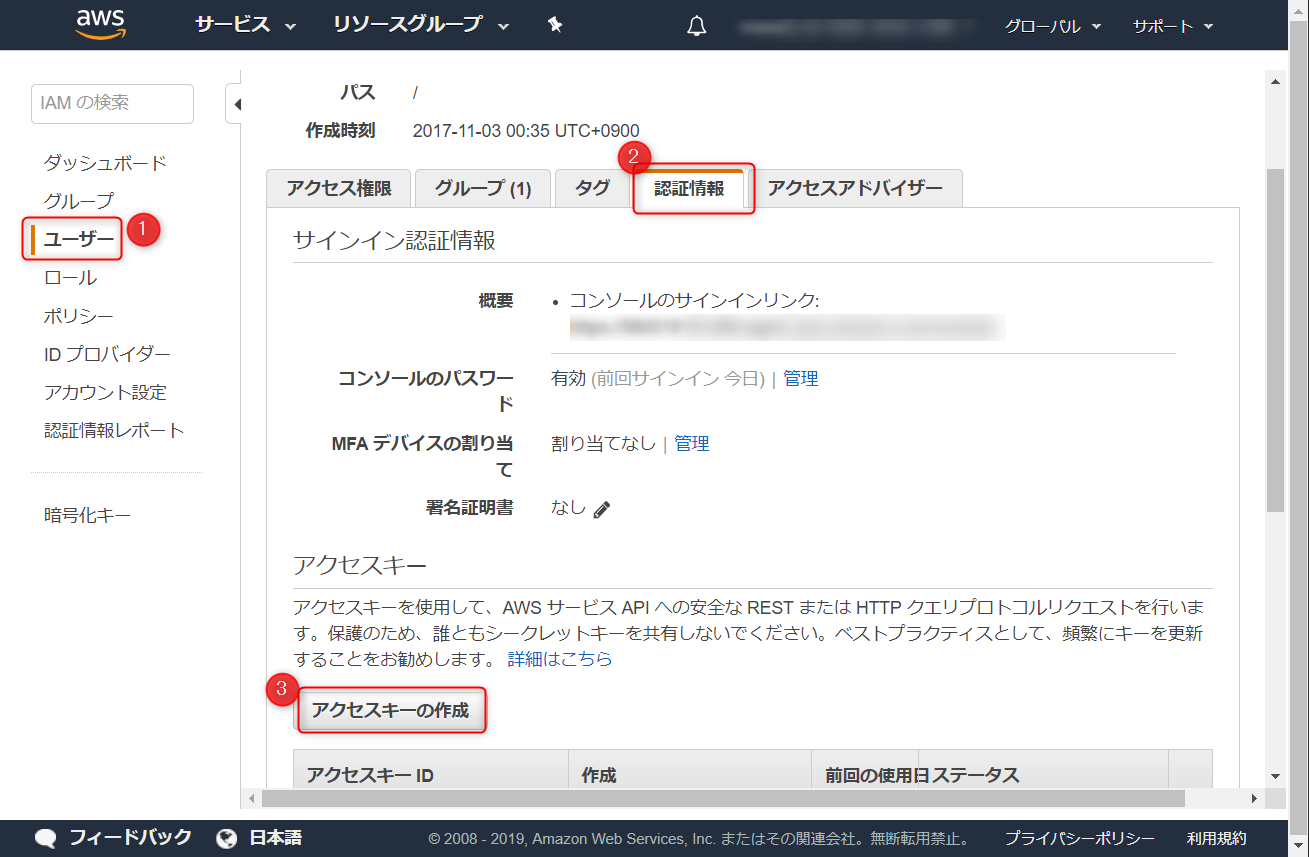 aws サービス リソースグループ グローバル サポート
IAM の検索
ダッシュボード
グループ
ユーザー 1
ロール
ポリシー
ID プロバイダー
アカウント設定
認証情報レポート
暗号化キー
パス /
作成時刻 2017-11-03 00:35 UTC+0900
2
アクセス権限 グループ (1) タグ 認証情報 アクセスアドバイザー
サインイン認証情報
概要 • コンソールのサインインリンク:
コンソールのパスワー 有効 (前回サインイン 今日) | 管理
ド
MFA デバイスの割り当 割り当てなし | 管理
て
署名証明書 なし
アクセスキー
アクセスキーを使用して、AWS サービス API への安全な REST または HTTP クエリプロトコルリクエストを行いま
す。保護のため、誰ともシークレットキーを共有しないでください。ベストプラクティスとして、頻繁にキーを更新
することをお勧めします。 詳細はこちら
3
アクセスキーの作成
アクセスキー ID 作成 前回の使用日 ステータス
フィードバック 日本語 © 2008 - 2019, Amazon Web Services, Inc. またはその関連会社。無断転用禁止。 プライバシーポリシー 利用規約